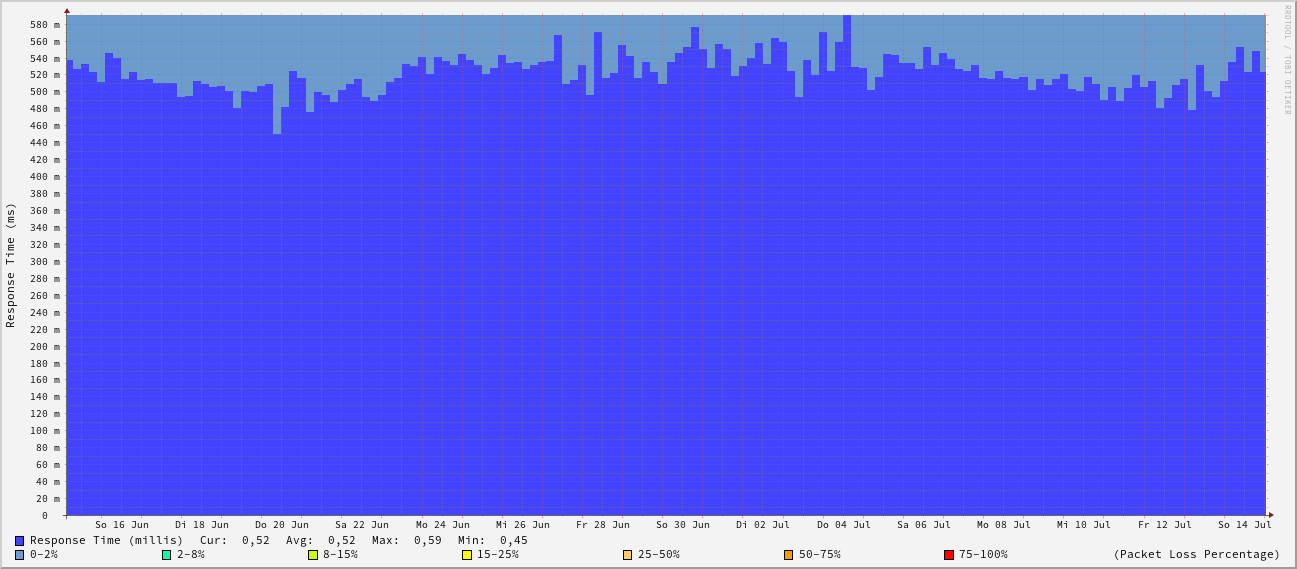 RRDTOOL / TOBI OETIKER
Response Time (ms)
580 m
560 m
540 m
520 m
500 m
480 m
460 m
440 m
420 m
400 m
380 m
360 m
340 m
320 m
300 m
280 m
260 m
240 m
220 m
200 m
180 m
160 m
140 m
120 m
100 m
80 m
60 m
40 m
20 m
0
So 16 Jun Di 18 Jun Do 20 Jun Sa 22 Jun Mo 24 Jun Mi 26 Jun Fr 28 Jun So 30 Jun Di 02 Jul Do 04 Jul Sa 06 Jul Mo 08 Jul Mi 10 Jul Fr 12 Jul So 14 Jul
Response Time (millis) Cur: 0,52 Avg: 0,52 Max: 0,59 Min: 0,45
0-2% 2-8% 8-15% 15-25% 25-50% 50-75% 75-100% (Packet Loss Percentage)